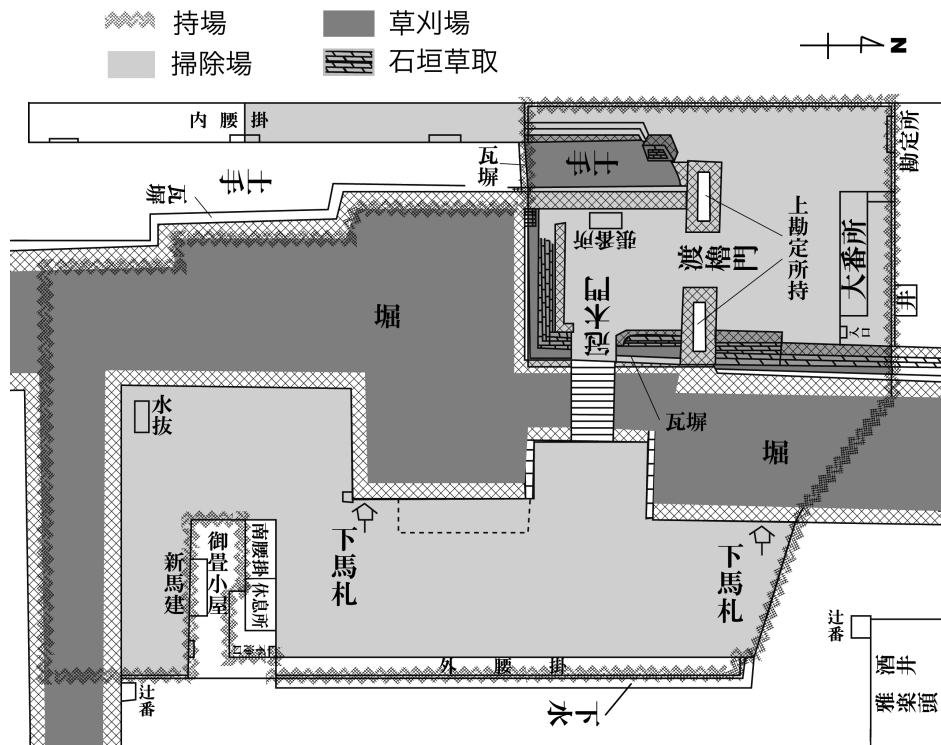 持場
草刈場
掃除場
石垣草取
N
内腰掛
勘定所
瓦塀
土手
土手
瓦塀
上勘定所持
大番所
張番所
渡櫓門
井
冠木門
入口
堀
水抜
瓦塀
堀
下馬札
下馬札
南腰掛
御畳小屋
新馬建
休息所
辻番
外腰掛
酒井
雅楽頭
辻番
下水